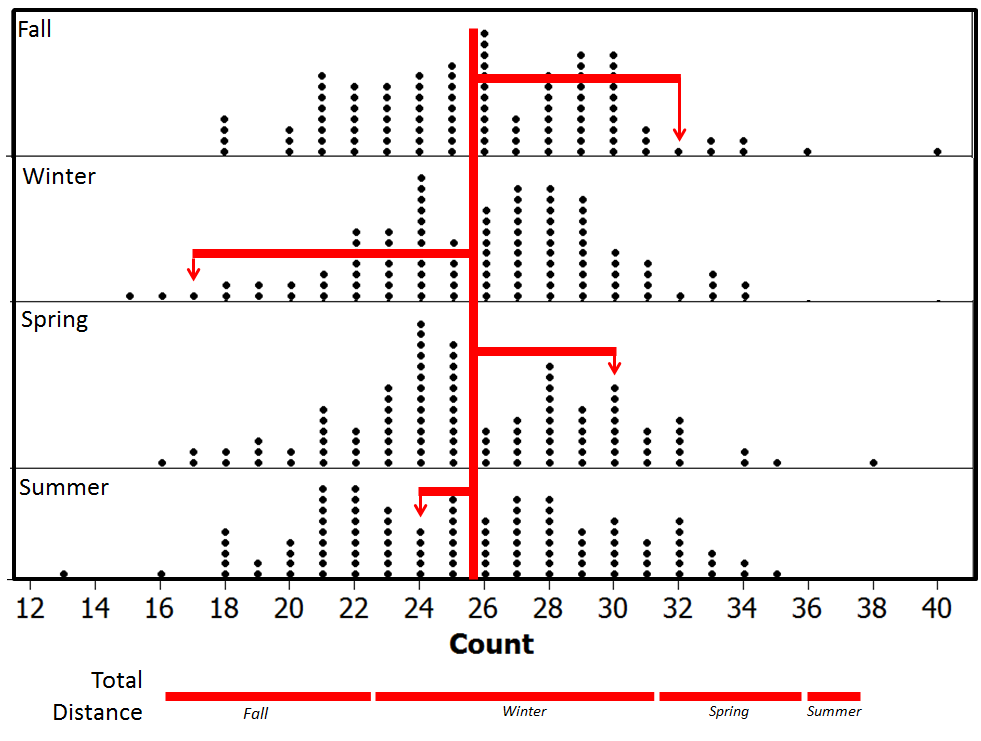 Fall
Winter
Spring
Summer
12 14 16 18 20 22 24 26 28 30 32 34 36 38 40
Count
Total
Distance
Fall Winter Spring Summer